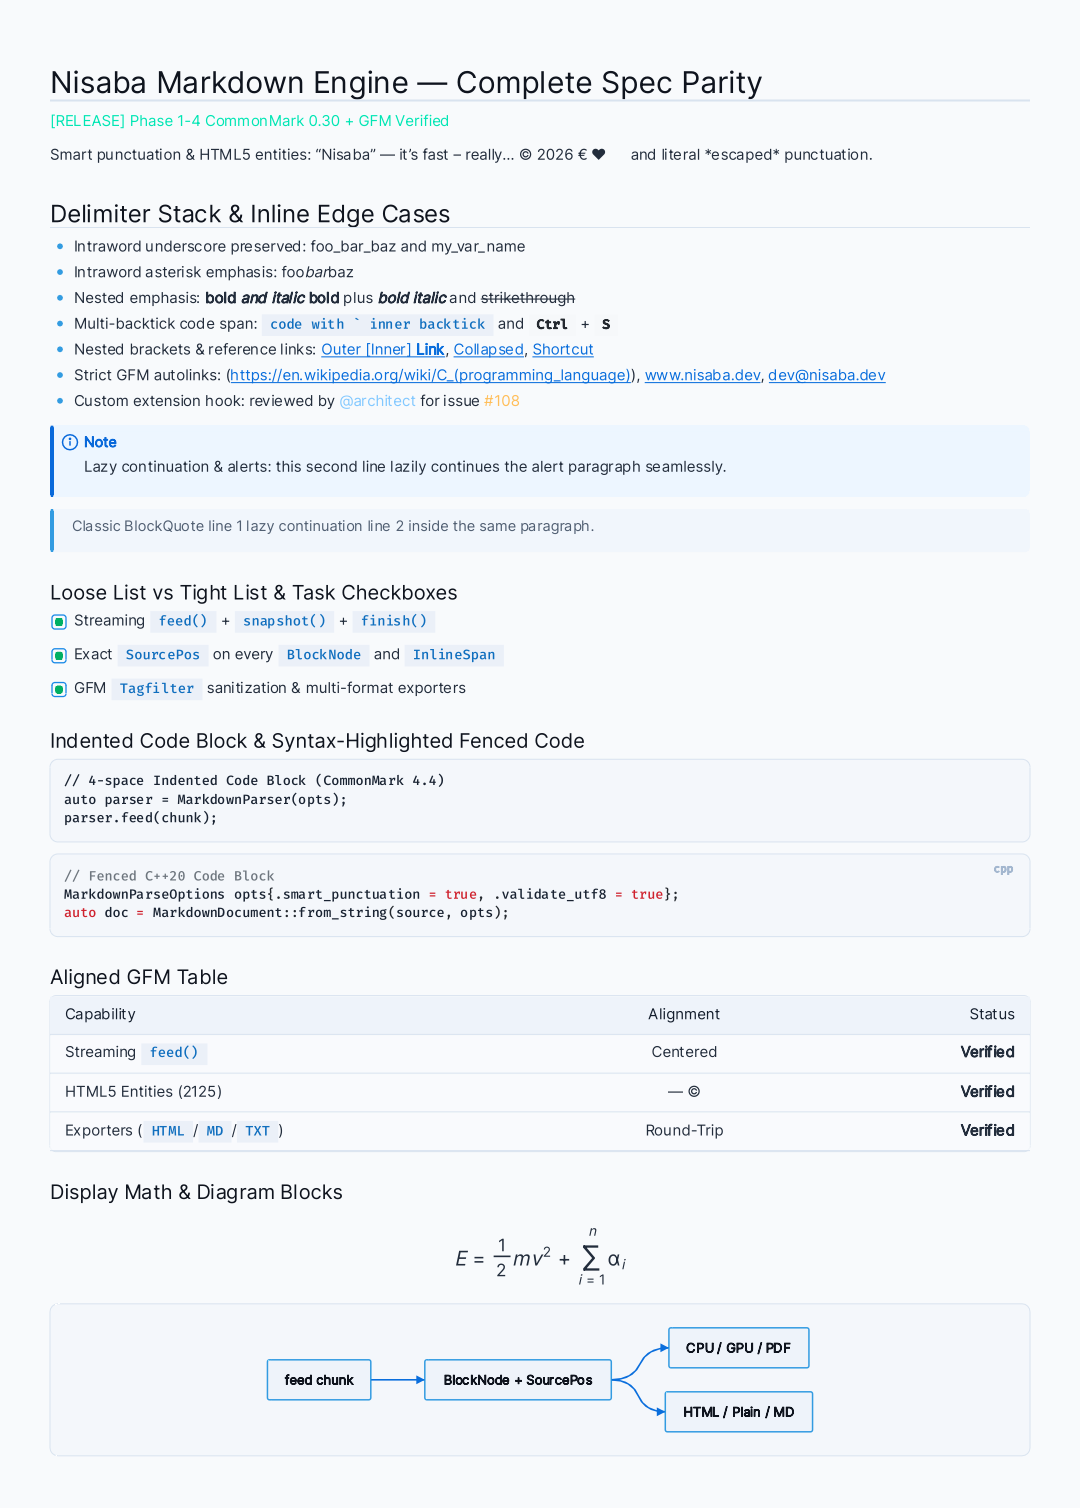 Nisaba Markdown Engine — Complete Spec Parity
[RELEASE] Phase 1-4 CommonMark 0.30 + GFM Verified
Smart punctuation & HTML5 entities: “Nisaba” — it’s fast – really… © 2026 € ♥ and literal *escaped* punctuation.
Delimiter Stack & Inline Edge Cases
• Intraword underscore preserved: foo_bar_baz and my_var_name
• Intraword asterisk emphasis: foobarbaz
• Nested emphasis: bold and italic bold plus bold italic and strikethrough
• Multi-backtick code span: code with ` inner backtick and Ctrl + S
• Nested brackets & reference links: Outer [Inner] Link, Collapsed, Shortcut
• Strict GFM autolinks: (https://en.wikipedia.org/wiki/C_(programming_language)), www.nisaba.dev, dev@nisaba.dev
• Custom extension hook: reviewed by @architect for issue #108
Note
Lazy continuation & alerts: this second line lazily continues the alert paragraph seamlessly.
Classic BlockQuote line 1 lazy continuation line 2 inside the same paragraph.
Loose List vs Tight List & Task Checkboxes
Streaming feed() + snapshot() + finish()
Exact SourcePos on every BlockNode and InlineSpan
GFM Tagfilter sanitization & multi-format exporters
Indented Code Block & Syntax-Highlighted Fenced Code
// 4-space Indented Code Block (CommonMark 4.4)
auto parser = MarkdownParser(opts);
parser.feed(chunk);
cpp
// Fenced C++20 Code Block
MarkdownParseOptions opts{.smart_punctuation = true, .validate_utf8 = true};
auto doc = MarkdownDocument::from_string(source, opts);
Aligned GFM Table
Capability Alignment Status
Streaming feed() Centered Verified
HTML5 Entities (2125) — © Verified
Exporters ( HTML / MD / TXT ) Round-Trip Verified
Display Math & Diagram Blocks
E = 1/2 mv² + ∑ i = 1 n αᵢ
CPU / GPU / PDF
feed chunk BlockNode + SourcePos
HTML / Plain / MD